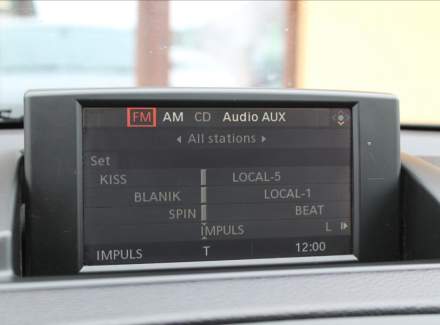 FM AM CD Audio AUX
All stations
Set
KISS LOCAL-5
BLANIK LOCAL-1
SPIN BEAT
IMPULS L
IMPULS T 12:00